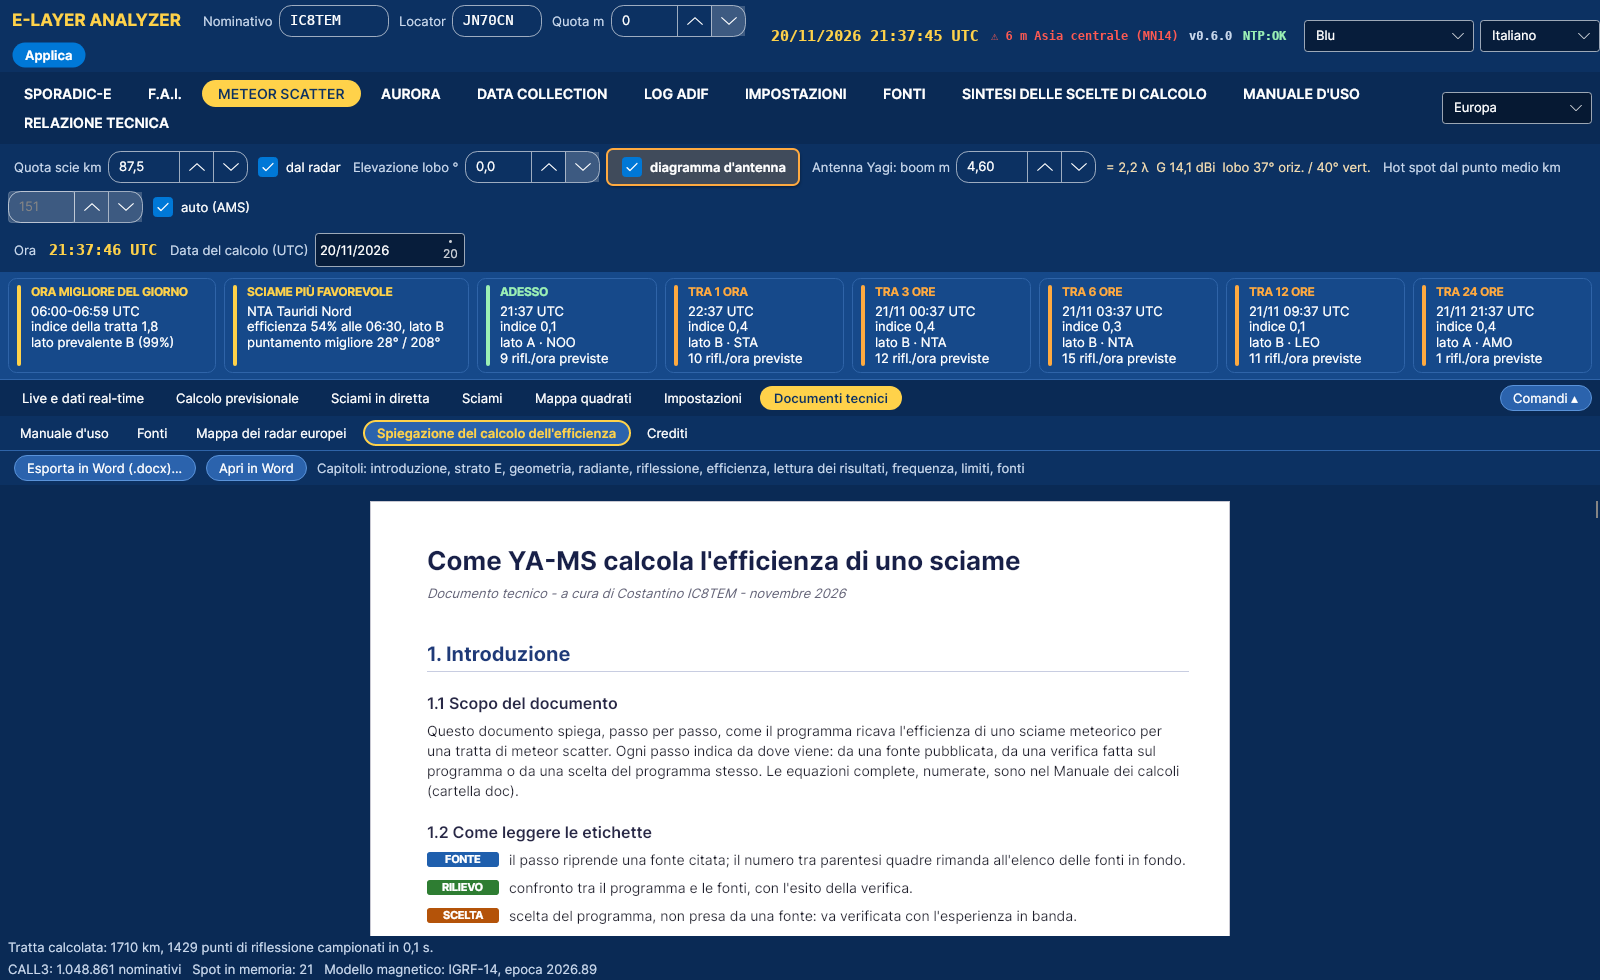 E-LAYER ANALYZER
Nominativo IC8TEM Locator JN70CN Quota m 0
20/11/2026 21:37:45 UTC ⚠ 6 m Asia centrale (MN14) v0.6.0 NTP:OK Blu Italiano
Applica
SPORADIC-E F.A.I. METEOR SCATTER AURORA DATA COLLECTION LOG ADIF IMPOSTAZIONI FONTI SINTESI DELLE SCELTE DI CALCOLO MANUALE D'USO
RELAZIONE TECNICA
Europa
Quota scie km 87,5 dal radar Elevazione lobo ° 0,0 diagramma d'antenna Antenna Yagi: boom m 4,60 = 2,2 λ G 14,1 dBi lobo 37° oriz. / 40° vert. Hot spot dal punto medio km
151 auto (AMS)
Ora 21:37:46 UTC Data del calcolo (UTC) 20/11/2026 20
ORA MIGLIORE DEL GIORNO
06:00-06:59 UTC
indice della tratta 1,8
lato prevalente B (99%)
SCIAME PIÙ FAVOREVOLE
NTA Tauridi Nord
efficienza 54% alle 06:30, lato B
puntamento migliore 28° / 208°
ADESSO
21:37 UTC
indice 0,1
lato A · NOO
9 rifl./ora previste
TRA 1 ORA
22:37 UTC
indice 0,4
lato B · STA
10 rifl./ora previste
TRA 3 ORE
21/11 00:37 UTC
indice 0,4
lato B · NTA
12 rifl./ora previste
TRA 6 ORE
21/11 03:37 UTC
indice 0,3
lato B · NTA
15 rifl./ora previste
TRA 12 ORE
21/11 09:37 UTC
indice 0,1
lato B · LEO
11 rifl./ora previste
TRA 24 ORE
21/11 21:37 UTC
indice 0,4
lato A · AMO
1 rifl./ora previste
Live e dati real-time Calcolo previsionale Sciami in diretta Sciami Mappa quadrati Impostazioni Documenti tecnici Comandi ▴
Manuale d'uso Fonti Mappa dei radar europei Spiegazione del calcolo dell'efficienza Crediti
Esporta in Word (.docx)... Apri in Word Capitoli: introduzione, strato E, geometria, radiante, riflessione, efficienza, lettura dei risultati, frequenza, limiti, fonti
Come YA-MS calcola l'efficienza di uno sciame
Documento tecnico - a cura di Costantino IC8TEM - novembre 2026
1. Introduzione
1.1 Scopo del documento
Questo documento spiega, passo per passo, come il programma ricava l'efficienza di uno sciame meteorico per
una tratta di meteor scatter. Ogni passo indica da dove viene: da una fonte pubblicata, da una verifica fatta sul
programma o da una scelta del programma stesso. Le equazioni complete, numerate, sono nel Manuale dei calcoli
(cartella doc).
1.2 Come leggere le etichette
FONTE il passo riprende una fonte citata; il numero tra parentesi quadre rimanda all'elenco delle fonti in fondo.
RILIEVO confronto tra il programma e le fonti, con l'esito della verifica.
SCELTA scelta del programma, non presa da una fonte: va verificata con l'esperienza in banda.
Tratta calcolata: 1710 km, 1429 punti di riflessione campionati in 0,1 s.
CALL3: 1.048.861 nominativi Spot in memoria: 21 Modello magnetico: IGRF-14, epoca 2026.89